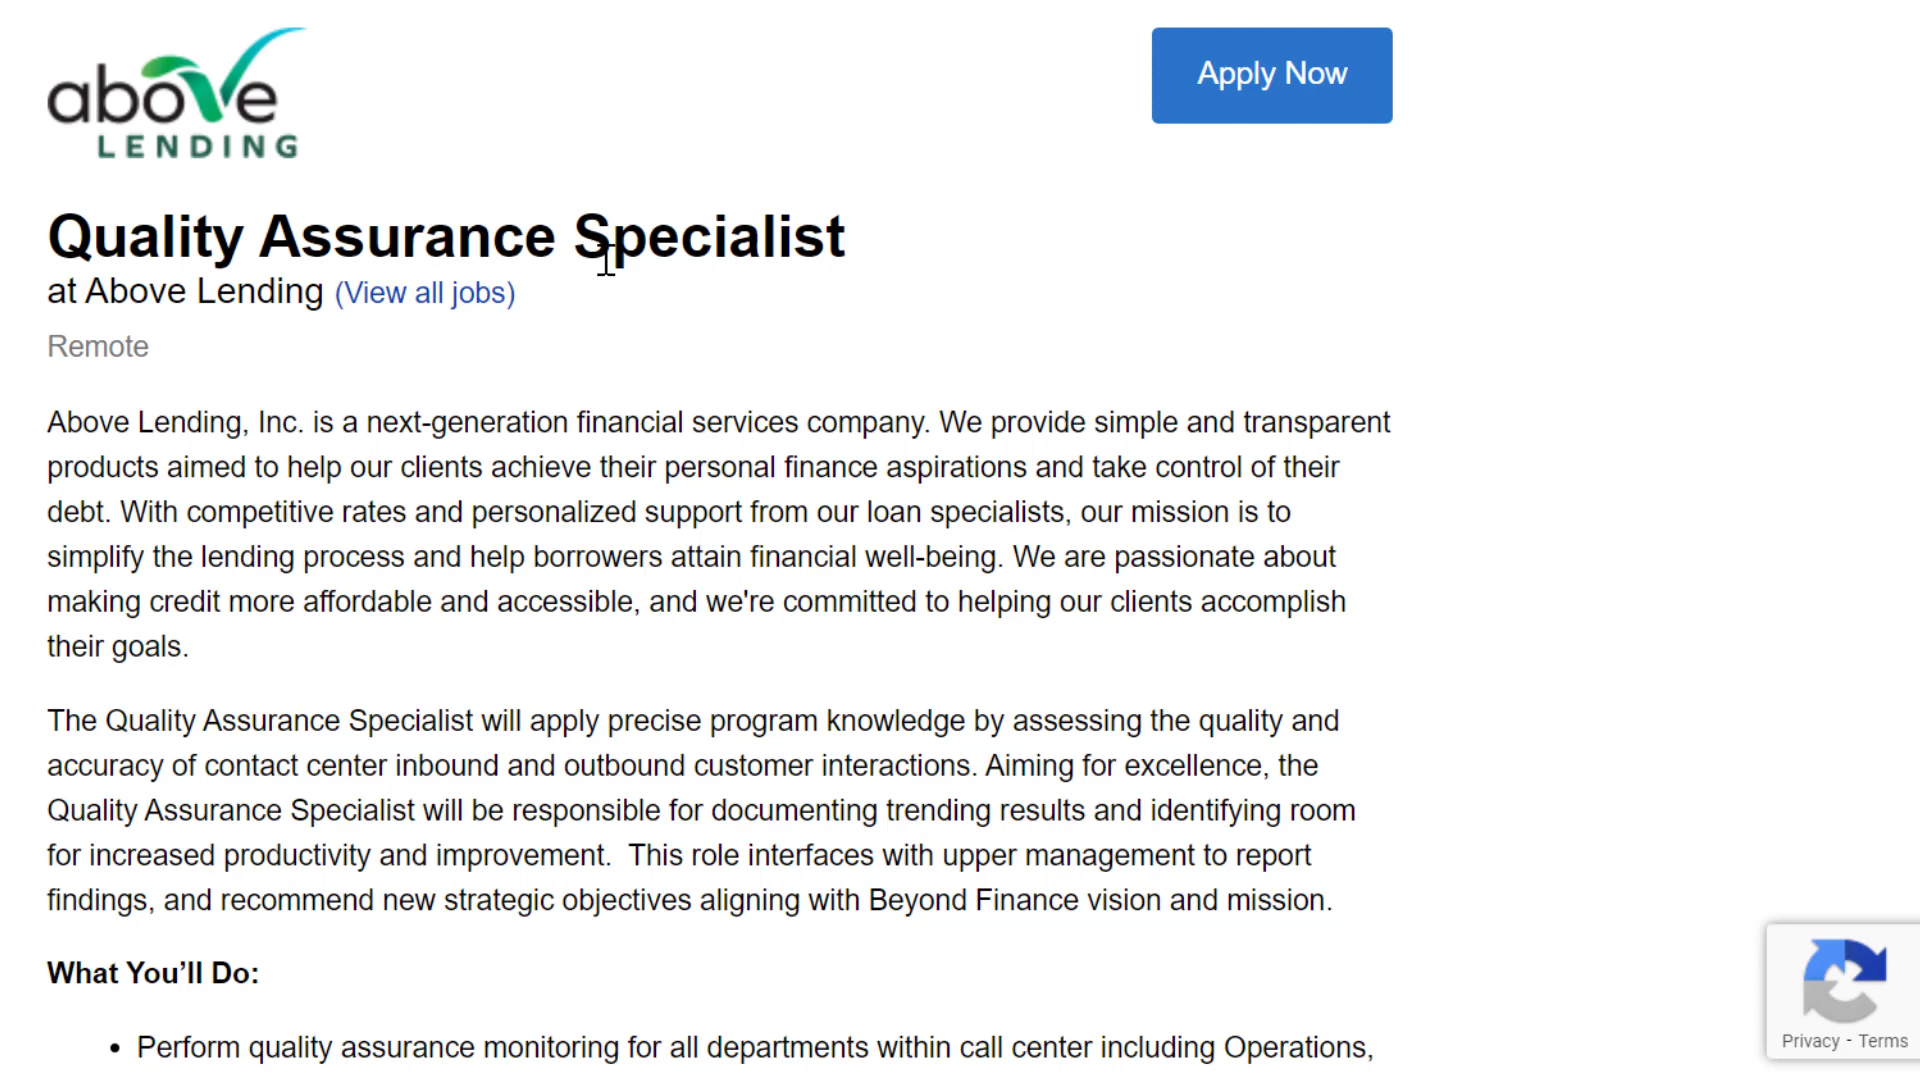 above
LENDING
Apply Now
Quality Assurance Specialist
at Above Lending (View all jobs)
Remote
Above Lending, Inc. is a next-generation financial services company. We provide simple and transparent
products aimed to help our clients achieve their personal finance aspirations and take control of their
debt. With competitive rates and personalized support from our loan specialists, our mission is to
simplify the lending process and help borrowers attain financial well-being. We are passionate about
making credit more affordable and accessible, and we're committed to helping our clients accomplish
their goals.
The Quality Assurance Specialist will apply precise program knowledge by assessing the quality and
accuracy of contact center inbound and outbound customer interactions. Aiming for excellence, the
Quality Assurance Specialist will be responsible for documenting trending results and identifying room
for increased productivity and improvement.  This role interfaces with upper management to report
findings, and recommend new strategic objectives aligning with Beyond Finance vision and mission.
What You’ll Do:
• Perform quality assurance monitoring for all departments within call center including Operations,
Privacy - Terms